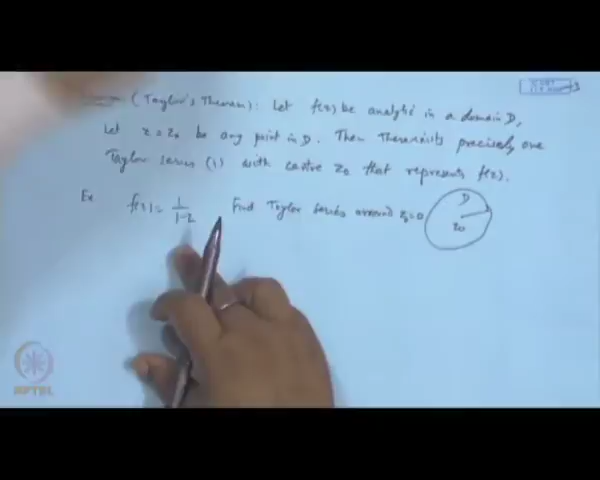 (Taylor's Theorem): Let f(z) be analytic in a domain D,
Let z = z₀ be any point in D. Then there exists precisely one
Taylor series (1) with centre z₀ that represents f(z).
Ex f(z) = 1/(1-z) Find Taylor series around z₀=0
D
z₀
NPTEL